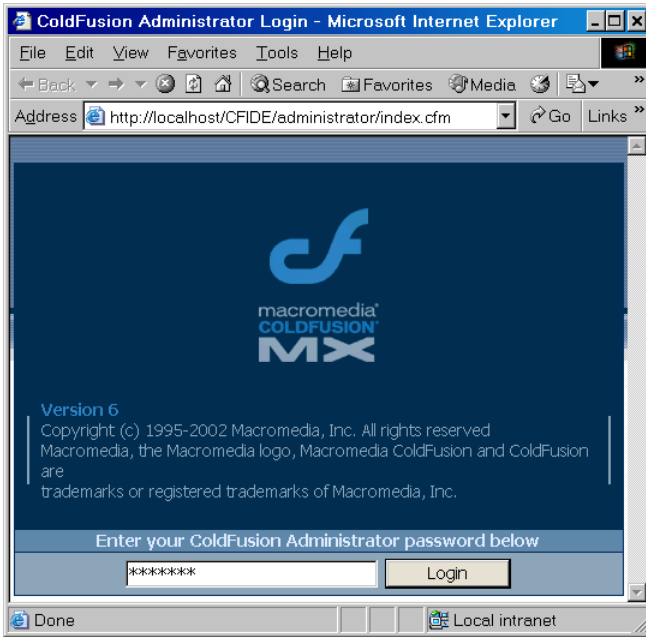 ColdFusion Administrator Login - Microsoft Internet Explorer
File Edit View Favorites Tools Help
Back Search Favorites Media »
Address http://localhost/CFIDE/administrator/index.cfm Go Links »
cf
macromedia®
COLDFUSION®
MX
Version 6
Copyright (c) 1995-2002 Macromedia, Inc. All rights reserved
Macromedia, the Macromedia logo, Macromedia ColdFusion and ColdFusion
are
trademarks or registered trademarks of Macromedia, Inc.
Enter your ColdFusion Administrator password below
******* Login
Done Local intranet